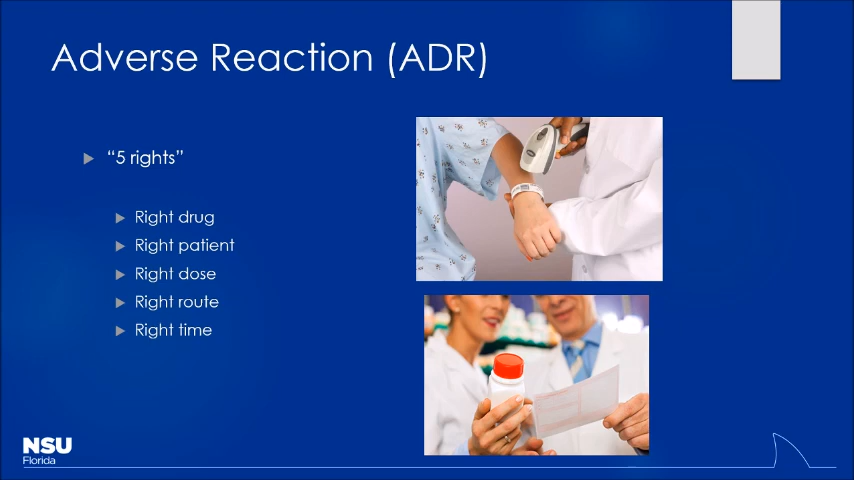 Adverse Reaction (ADR)
“5 rights”
Right drug
Right patient
Right dose
Right route
Right time
NSU
Florida